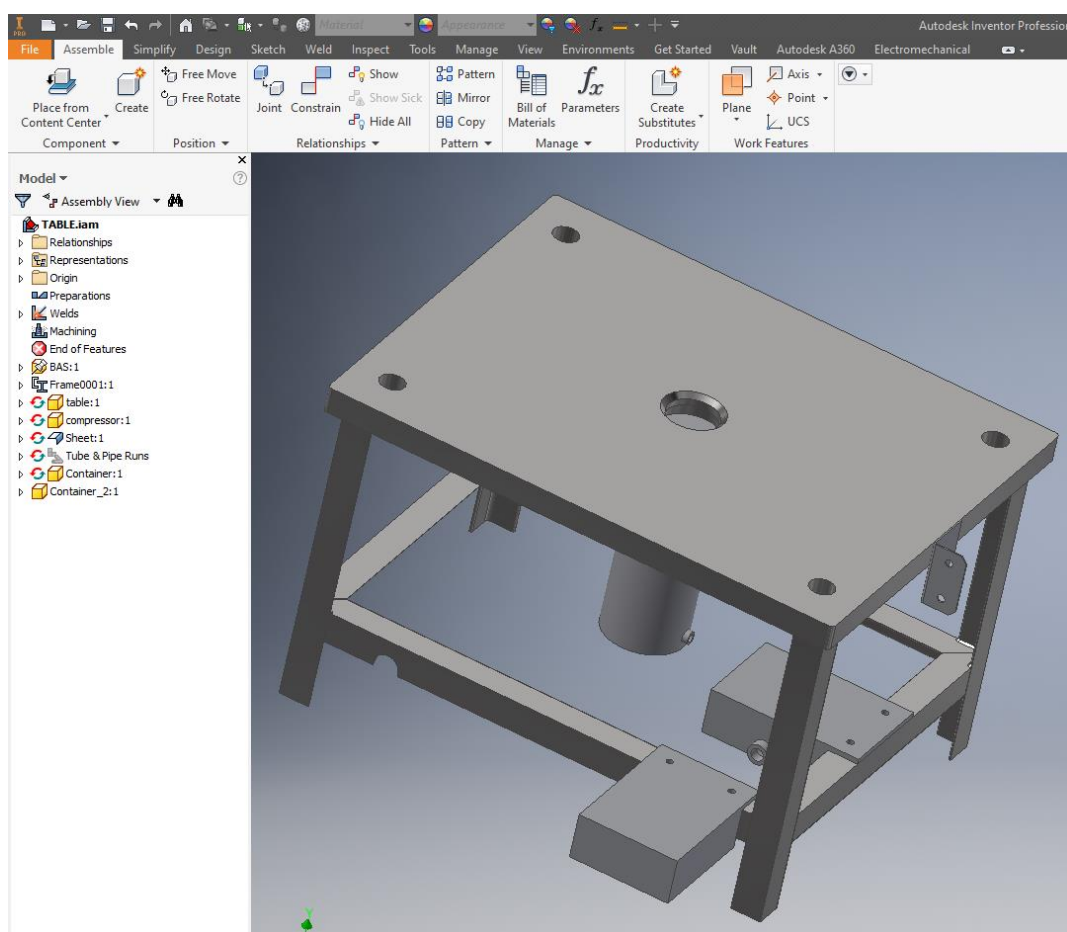 PRO Material Appearance fx Autodesk Inventor Profession
File Assemble Simplify Design Sketch Weld Inspect Tools Manage View Environments Get Started Vault Autodesk A360 Electromechanical
Place from Content Center
Create
Free Move
Free Rotate
Joint
Constrain
Show
Show Sick
Hide All
Pattern
Mirror
Copy
Bill of Materials
fx
Parameters
Create Substitutes
Plane
Axis
Point
UCS
Component Position Relationships Pattern Manage Productivity Work Features
Model
Assembly View
TABLE.iam
Relationships
Representations
Origin
Preparations
Welds
Machining
End of Features
BAS:1
Frame0001:1
table:1
compressor:1
Sheet:1
Tube & Pipe Runs
Container:1
Container_2:1
Y